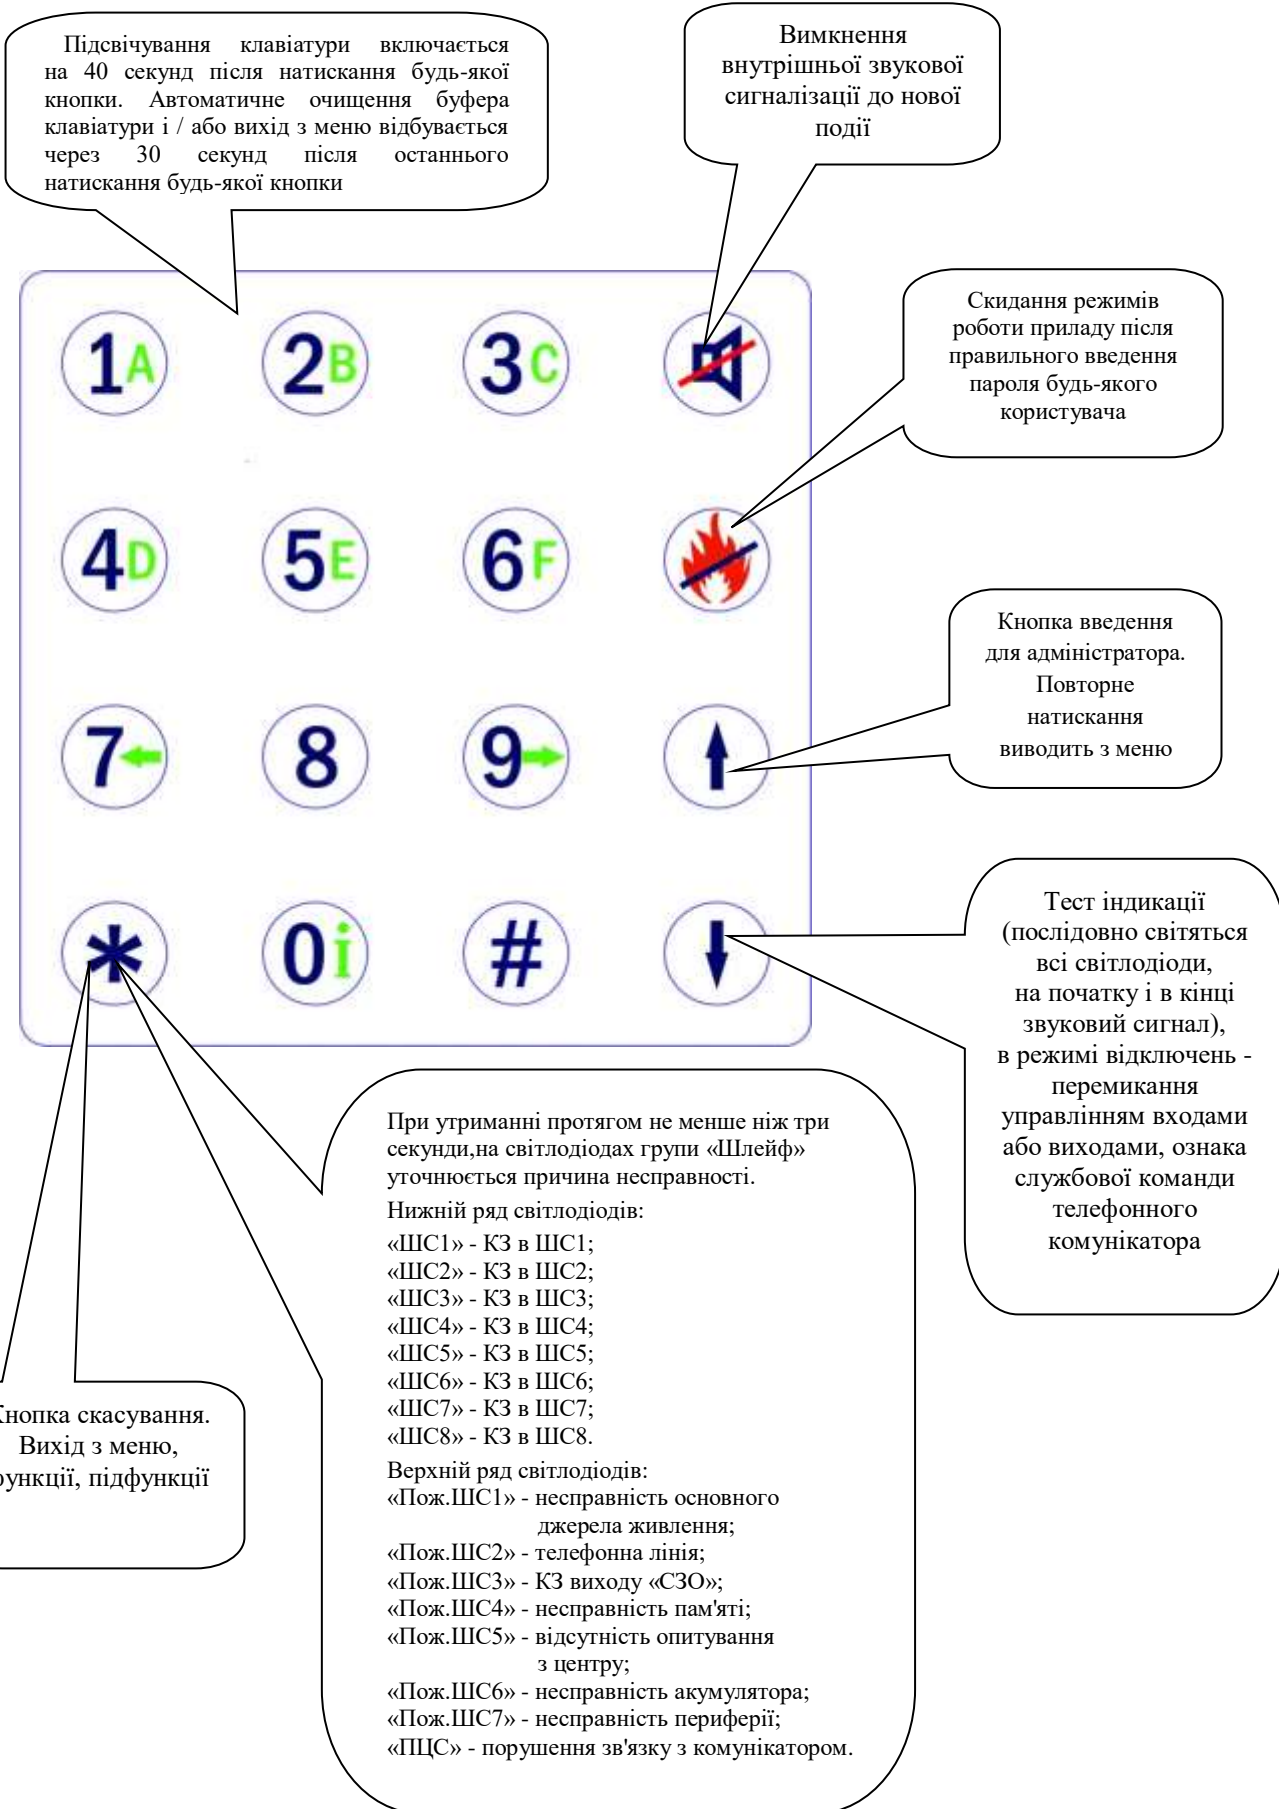 Підсвічування клавіатури включається
на 40 секунд після натискання будь-якої
кнопки. Автоматичне очищення буфера
клавіатури і / або вихід з меню відбувається
через 30 секунд після останнього
натискання будь-якої кнопки
Вимкнення
внутрішньої звукової
сигналізації до нової
події
Скидання режимів
роботи приладу після
правильного введення
пароля будь-якого
користувача
1A 2B 3C
4D 5E 6F
7 8 9
* 0i #
Кнопка введення
для адміністратора.
Повторне
натискання
виводить з меню
Тест індикації
(послідовно світяться
всі світлодіоди,
на початку і в кінці
звуковий сигнал),
в режимі відключень -
перемикання
управлінням входами
або виходами, ознака
службової команди
телефонного
комунікатора
При утриманні протягом не менше ніж три
секунди,на світлодіодах групи «Шлейф»
уточнюється причина несправності.
Нижній ряд світлодіодів:
«ШС1» - КЗ в ШС1;
«ШС2» - КЗ в ШС2;
«ШС3» - КЗ в ШС3;
«ШС4» - КЗ в ШС4;
«ШС5» - КЗ в ШС5;
«ШС6» - КЗ в ШС6;
«ШС7» - КЗ в ШС7;
«ШС8» - КЗ в ШС8.
Верхній ряд світлодіодів:
«Пож.ШС1» - несправність основного
джерела живлення;
«Пож.ШС2» - телефонна лінія;
«Пож.ШС3» - КЗ виходу «СЗО»;
«Пож.ШС4» - несправність пам'яті;
«Пож.ШС5» - відсутність опитування
з центру;
«Пож.ШС6» - несправність акумулятора;
«Пож.ШС7» - несправність периферії;
«ПЦС» - порушення зв'язку з комунікатором.
Кнопка скасування.
Вихід з меню,
функції, підфункції